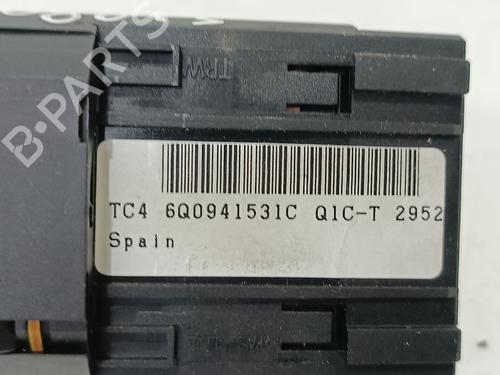 B-PARTS
TRW
TC4 6Q0941531C Q1C-T 2952
Spain